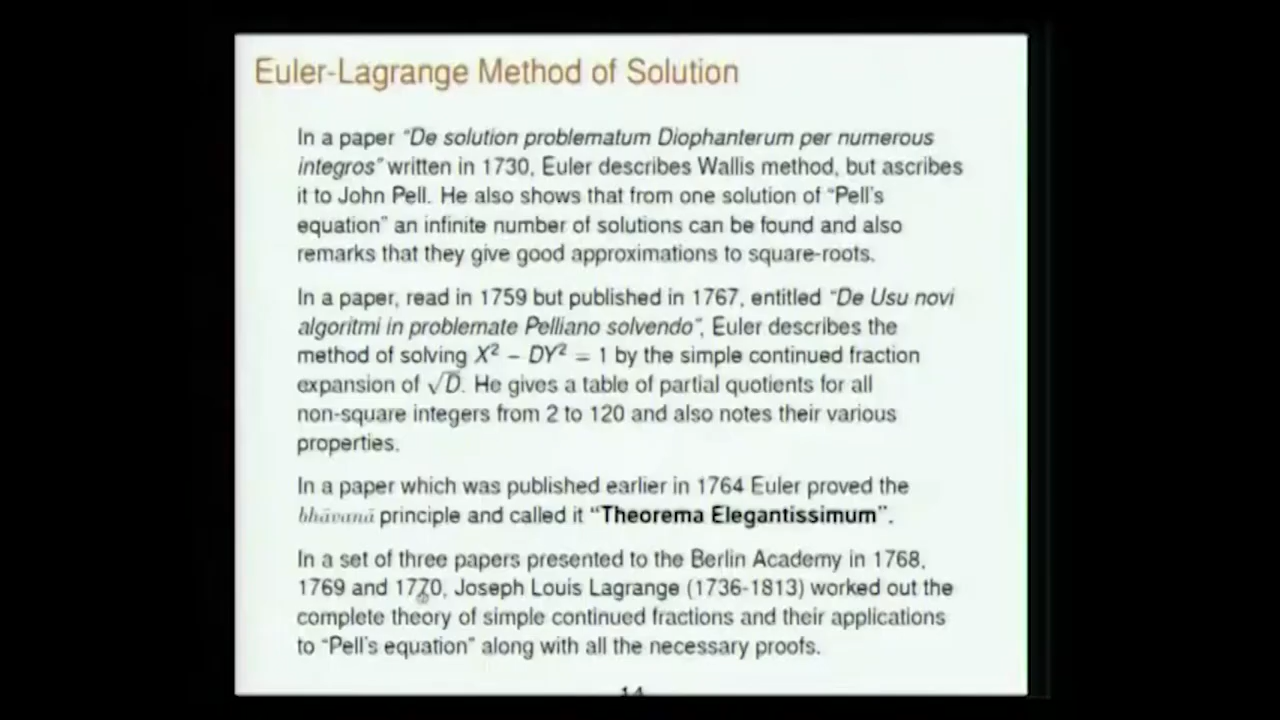 Euler-Lagrange Method of Solution
In a paper "De solution problematum Diophanterum per numerous
integros" written in 1730, Euler describes Wallis method, but ascribes
it to John Pell. He also shows that from one solution of "Pell's
equation" an infinite number of solutions can be found and also
remarks that they give good approximations to square-roots.
In a paper, read in 1759 but published in 1767, entitled "De Usu novi
algoritmi in problemate Pelliano solvendo", Euler describes the
method of solving X² – DY² = 1 by the simple continued fraction
expansion of √D. He gives a table of partial quotients for all
non-square integers from 2 to 120 and also notes their various
properties.
In a paper which was published earlier in 1764 Euler proved the
bhāvanā principle and called it "Theorema Elegantissimum".
In a set of three papers presented to the Berlin Academy in 1768,
1769 and 1770, Joseph Louis Lagrange (1736-1813) worked out the
complete theory of simple continued fractions and their applications
to "Pell's equation" along with all the necessary proofs.
14